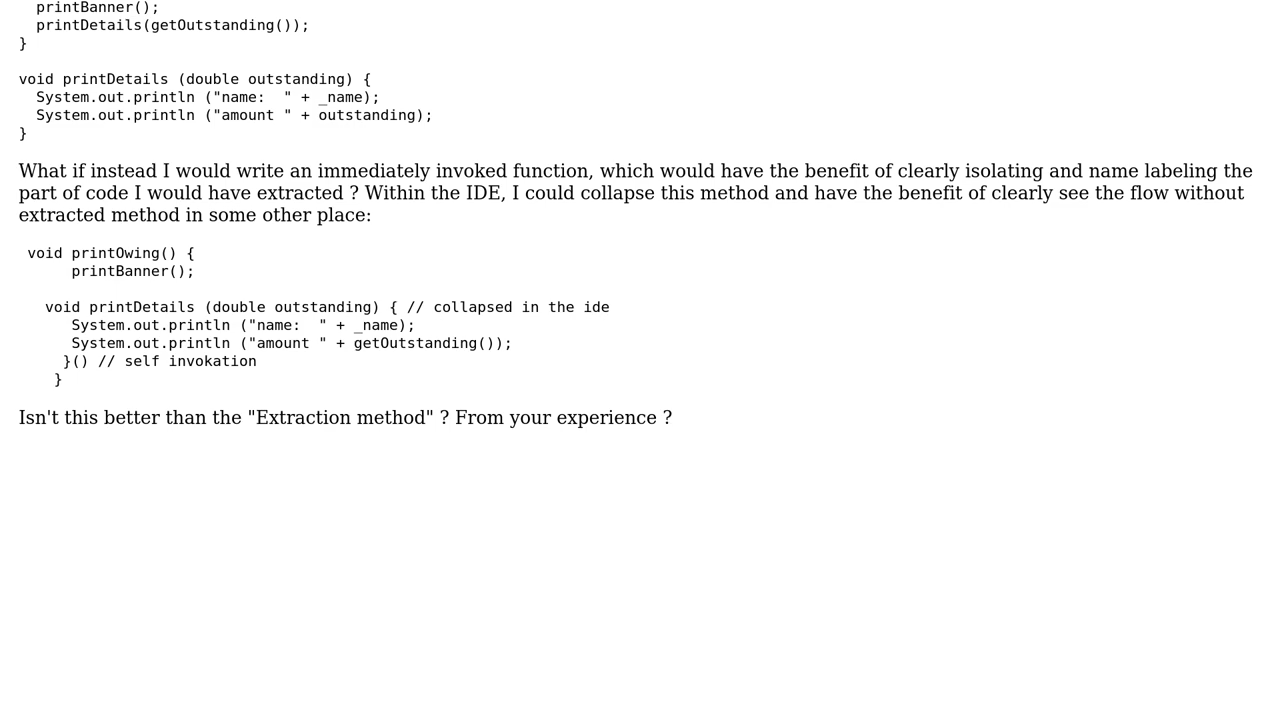 printBanner();
  printDetails(getOutstanding());
}

void printDetails (double outstanding) {
  System.out.println ("name:  " + _name);
  System.out.println ("amount " + outstanding);
}

What if instead I would write an immediately invoked function, which would have the benefit of clearly isolating and name labeling the
part of code I would have extracted ? Within the IDE, I could collapse this method and have the benefit of clearly see the flow without
extracted method in some other place:

 void printOwing() {
      printBanner();

   void printDetails (double outstanding) { // collapsed in the ide
      System.out.println ("name:  " + _name);
      System.out.println ("amount " + getOutstanding());
     }() // self invokation
    }

Isn't this better than the "Extraction method" ? From your experience ?